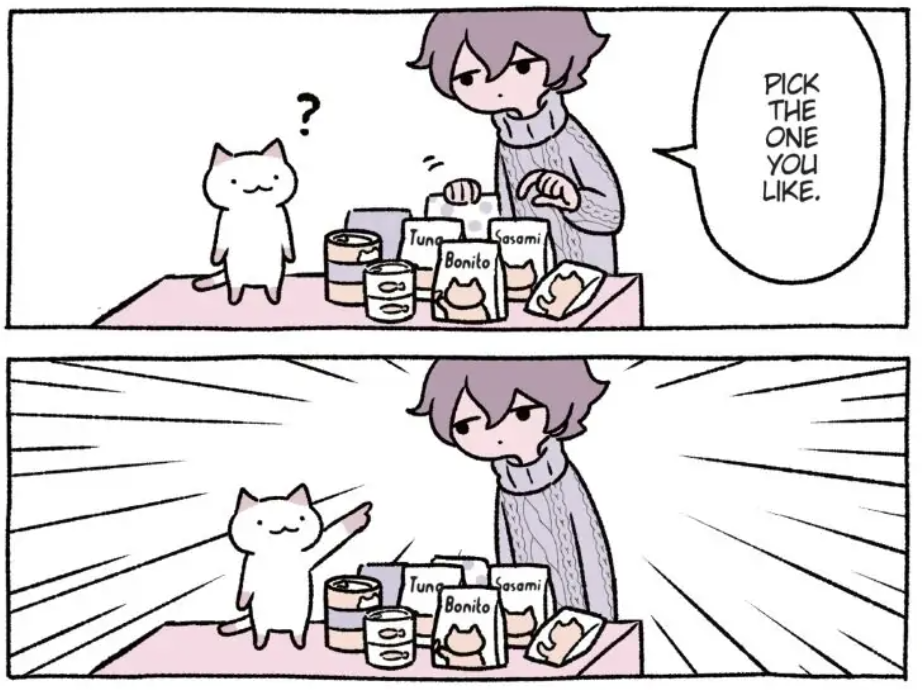 ?
PICK
THE
ONE
YOU
LIKE.
Tuna
Sasami
Bonito
Tuna
Sasami
Bonito